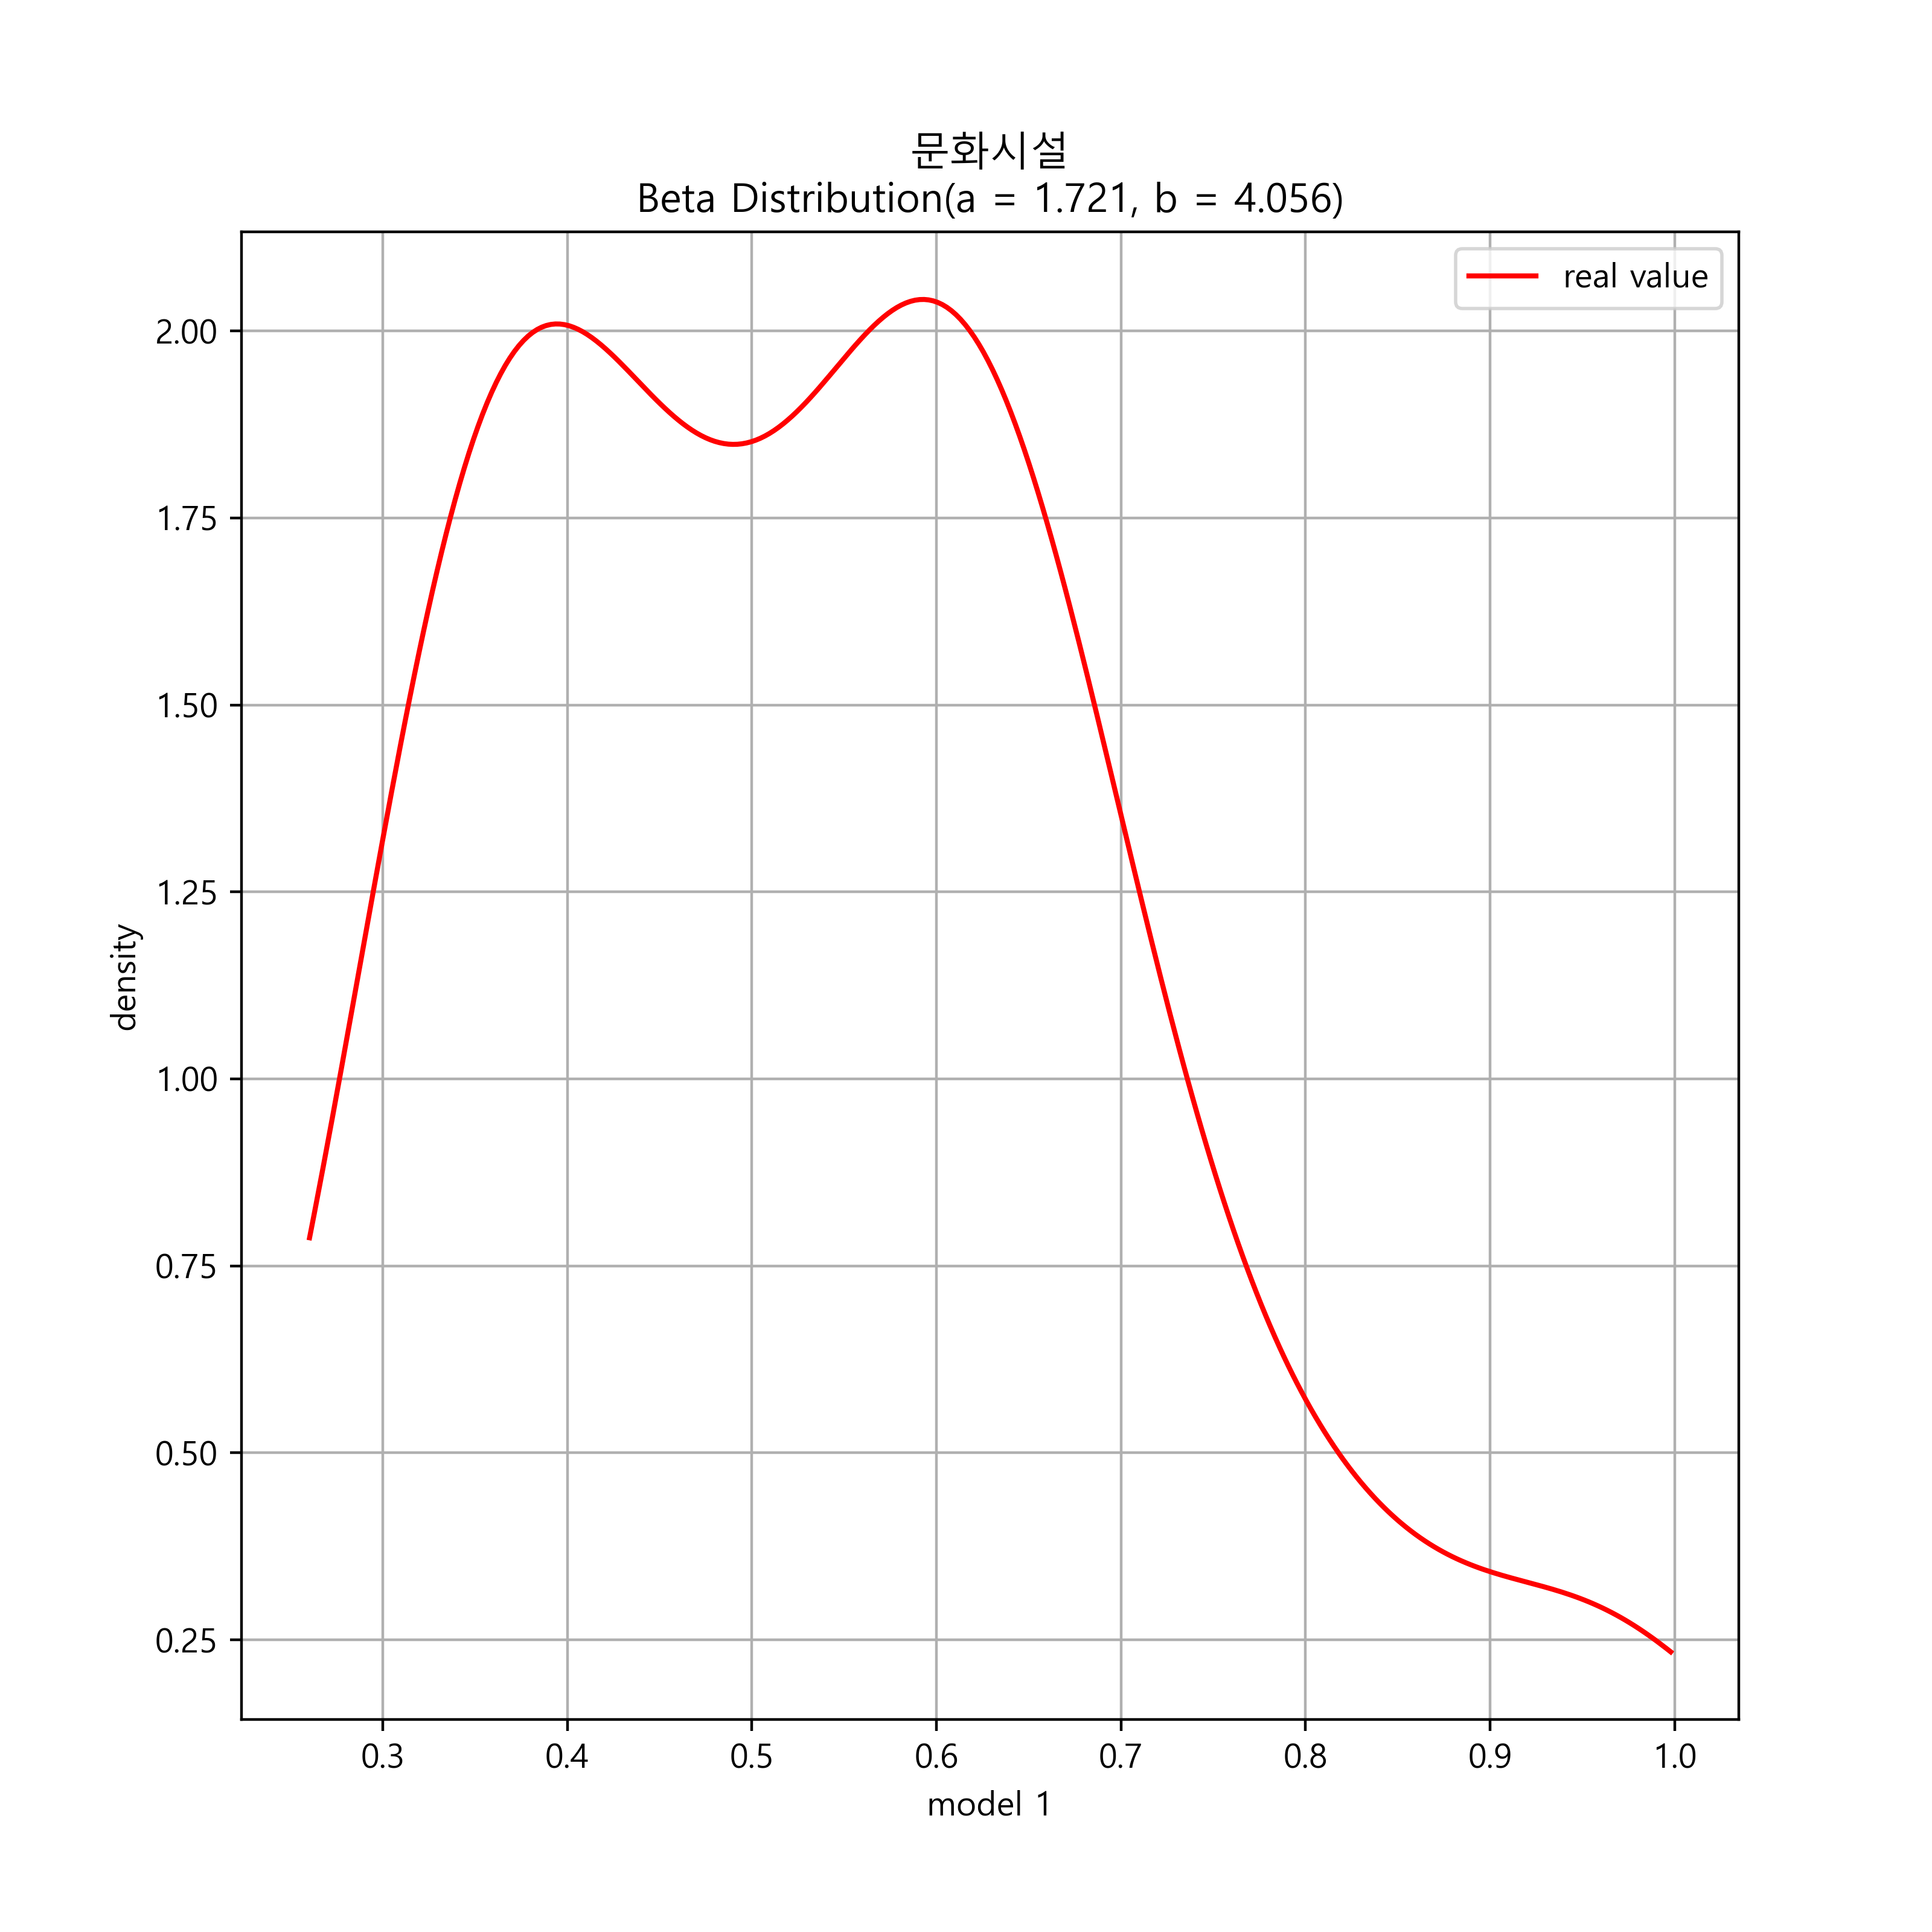 문화시설
Beta Distribution(a = 1.721, b = 4.056)
real value
2.00
1.75
1.50
1.25
1.00
0.75
0.50
0.25
density
0.3 0.4 0.5 0.6 0.7 0.8 0.9 1.0
model 1